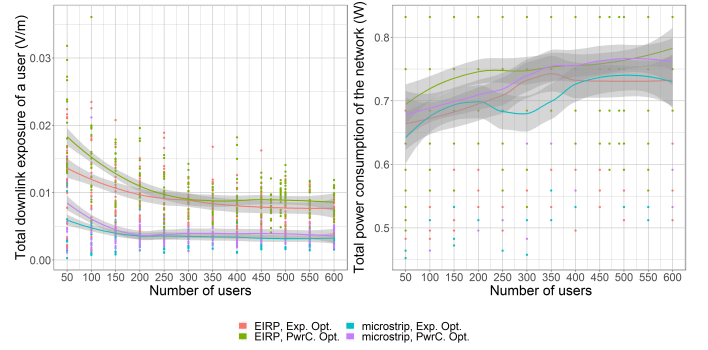 Total downlink exposure of a user (V/m)
0.03
0.02
0.01
0.00
50 100 150 200 250 300 350 400 450 500 550 600
Number of users
Total power consumption of the network (W)
0.8
0.7
0.6
0.5
50 100 150 200 250 300 350 400 450 500 550 600
Number of users
EIRP, Exp. Opt.
microstrip, Exp. Opt.
EIRP, PwrC. Opt.
microstrip, PwrC. Opt.